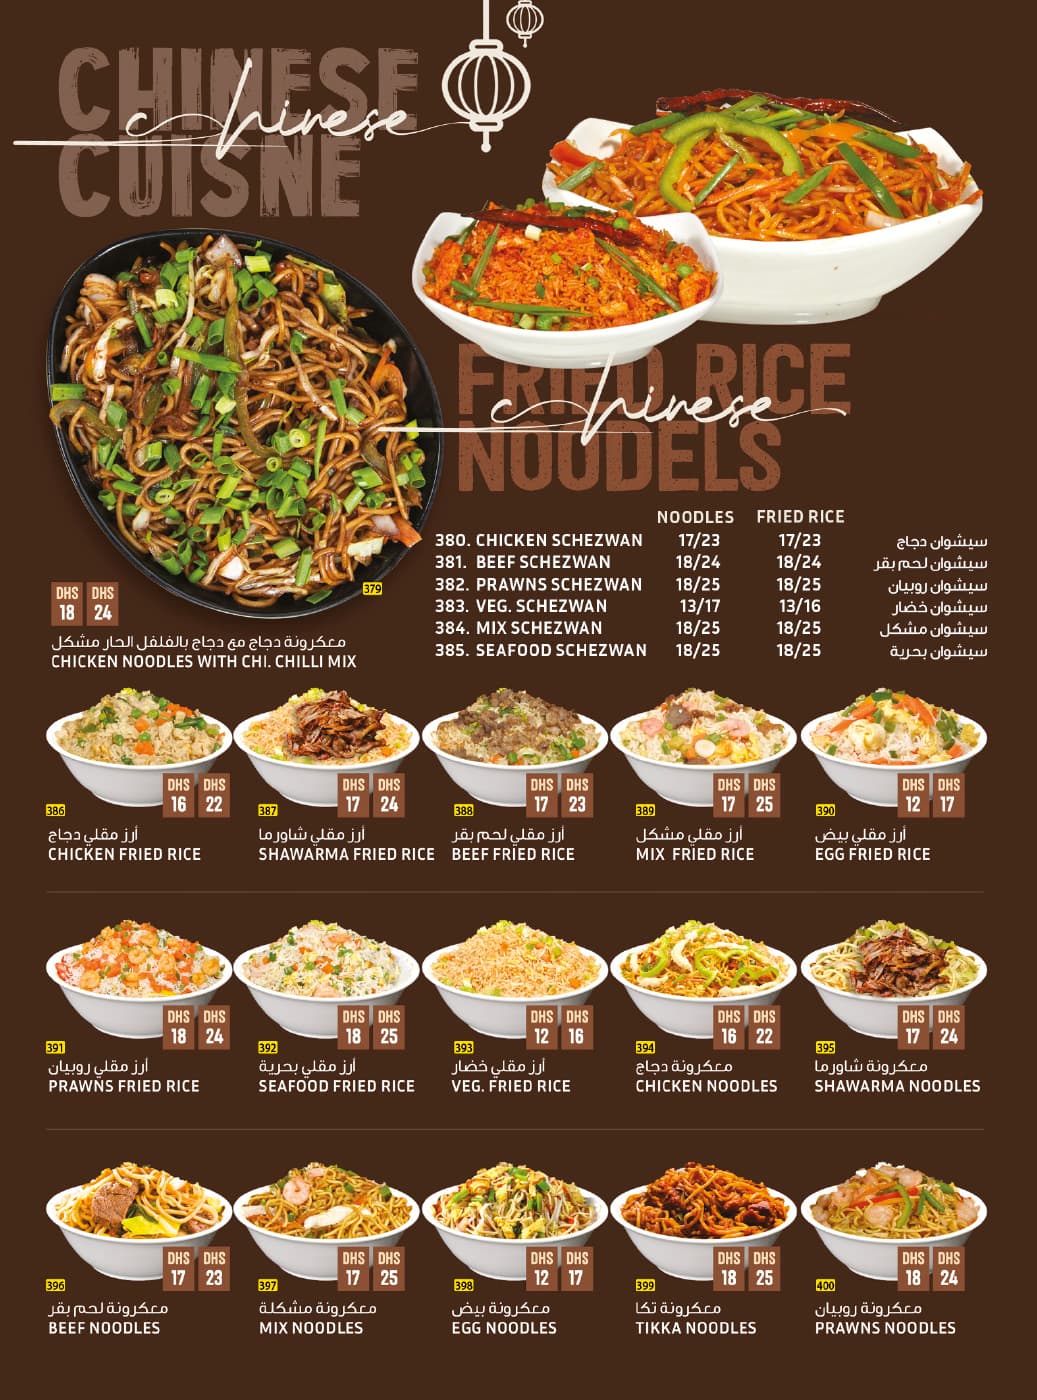 CHINESE
chinese
CUISNE
FRIED RICE
chinese
NOODELS
NOODLES FRIED RICE
380. CHICKEN SCHEZWAN 17/23 17/23 سيشوان دجاج
381. BEEF SCHEZWAN 18/24 18/24 سيشوان لحم بقر
382. PRAWNS SCHEZWAN 18/25 18/25 سيشوان روبيان
383. VEG. SCHEZWAN 13/17 13/16 سيشوان خضار
384. MIX SCHEZWAN 18/25 18/25 سيشوان مشكل
385. SEAFOOD SCHEZWAN 18/25 18/25 سيشوان بحرية
379
DHS 18 DHS 24
معكرونة دجاج مع دجاج بالفلفل الحار مشكل
CHICKEN NOODLES WITH CHI. CHILLI MIX
386
DHS 16 DHS 22
أرز مقلي دجاج
CHICKEN FRIED RICE
387
DHS 17 DHS 24
أرز مقلي شاورما
SHAWARMA FRIED RICE
388
DHS 17 DHS 23
أرز مقلي لحم بقر
BEEF FRIED RICE
389
DHS 17 DHS 25
أرز مقلي مشكل
MIX FRIED RICE
390
DHS 12 DHS 17
أرز مقلي بيض
EGG FRIED RICE
391
DHS 18 DHS 24
أرز مقلي روبيان
PRAWNS FRIED RICE
392
DHS 18 DHS 25
أرز مقلي بحرية
SEAFOOD FRIED RICE
393
DHS 12 DHS 16
أرز مقلي خضار
VEG. FRIED RICE
394
DHS 16 DHS 22
معكرونة دجاج
CHICKEN NOODLES
395
DHS 17 DHS 24
معكرونة شاورما
SHAWARMA NOODLES
396
DHS 17 DHS 23
معكرونة لحم بقر
BEEF NOODLES
397
DHS 17 DHS 25
معكرونة مشكلة
MIX NOODLES
398
DHS 12 DHS 17
معكرونة بيض
EGG NOODLES
399
DHS 18 DHS 25
معكرونة تكا
TIKKA NOODLES
400
DHS 18 DHS 24
معكرونة روبيان
PRAWNS NOODLES